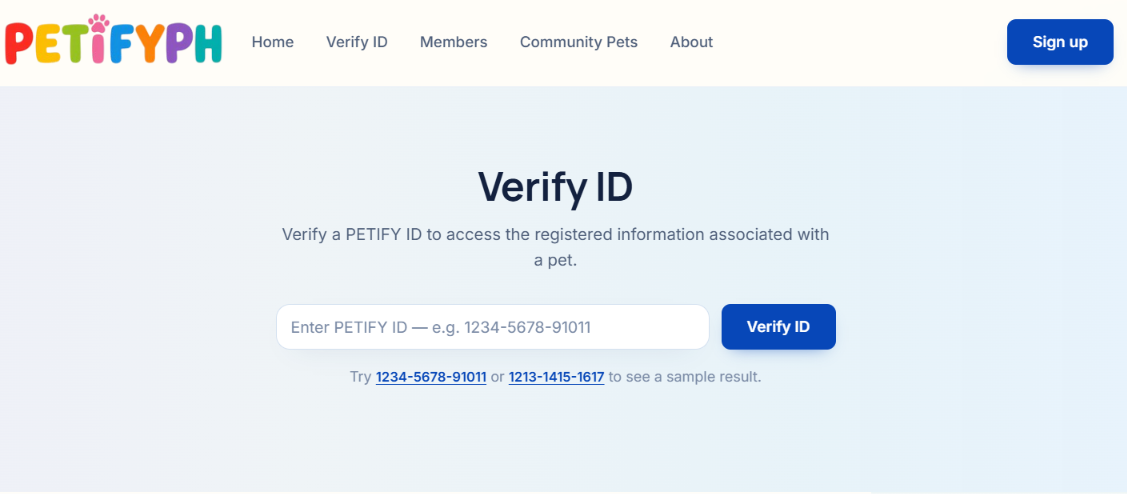 PETiFYPH
Home
Verify ID
Members
Community Pets
About
Sign up
Verify ID
Verify a PETIFY ID to access the registered information associated with
a pet.
Enter PETIFY ID — e.g. 1234-5678-91011
Verify ID
Try 1234-5678-91011 or 1213-1415-1617 to see a sample result.